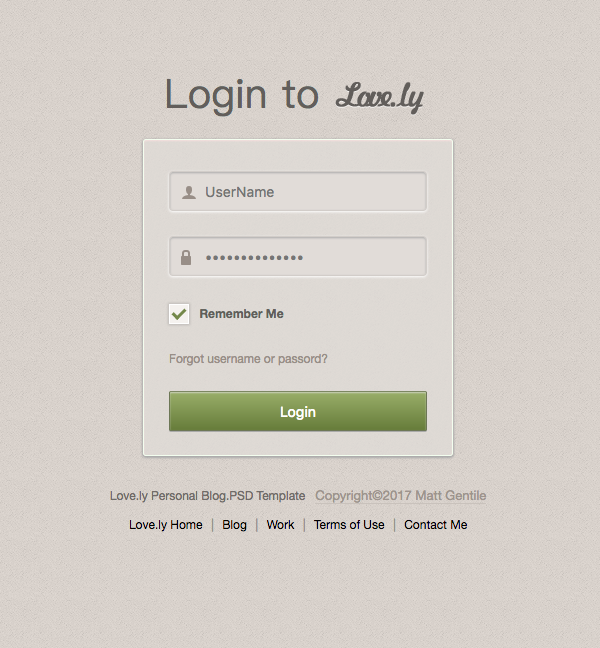 Login to Love.ly
UserName
••••••••••••••
Remember Me
Forgot username or passord?
Login
Love.ly Personal Blog.PSD Template Copyright©2017 Matt Gentile
Love.ly Home | Blog | Work | Terms of Use | Contact Me